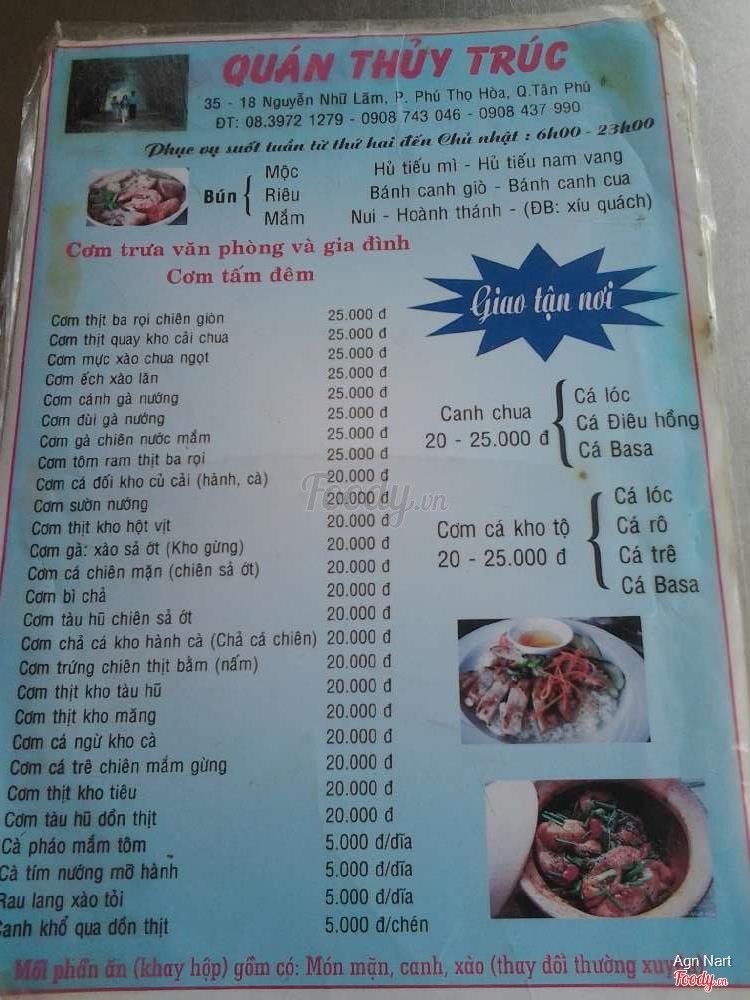 QUÁN THỦY TRÚC
35 - 18 Nguyễn Nhữ Lãm, P. Phú Thọ Hòa, Q.Tân Phú
ĐT: 08.3972 1279 - 0908 743 046 - 0908 437 990
Phục vụ suốt tuần từ thứ hai đến Chủ nhật : 6h00 - 23h00
Bún { Mộc
Riêu
Mắm
Hủ tiếu mì - Hủ tiếu nam vang
Bánh canh giò - Bánh canh cua
Nui - Hoành thánh - (ĐB: xíu quách)
Cơm trưa văn phòng và gia đình
Cơm tấm đêm
Giao tận nơi
Cơm thịt ba rọi chiên giòn 25.000 đ
Cơm thịt quay kho cải chua 25.000 đ
Cơm mực xào chua ngọt 25.000 đ
Cơm ếch xào lăn 25.000 đ
Cơm cánh gà nướng 25.000 đ
Cơm đùi gà nướng 25.000 đ
Cơm gà chiên nước mắm 25.000 đ
Cơm tôm ram thịt ba rọi 25.000 đ
Cơm cá đối kho củ cải (hành, cà) 20.000 đ
Cơm sườn nướng 20.000 đ
Cơm thịt kho hột vịt 20.000 đ
Cơm gà: xào sả ớt (Kho gừng) 20.000 đ
Cơm cá chiên mặn (chiên sả ớt) 20.000 đ
Cơm bì chả 20.000 đ
Cơm tàu hũ chiên sả ớt 20.000 đ
Cơm chả cá kho hành cà (Chả cá chiên) 20.000 đ
Cơm trứng chiên thịt bằm (nấm) 20.000 đ
Cơm thịt kho tàu hũ 20.000 đ
Cơm thịt kho măng 20.000 đ
Cơm cá ngừ kho cà 20.000 đ
Cơm cá trê chiên mắm gừng 20.000 đ
Cơm thịt kho tiêu 20.000 đ
Cơm tàu hũ dồn thịt 20.000 đ
Cà pháo mắm tôm 5.000 đ/dĩa
Cà tím nướng mỡ hành 5.000 đ/dĩa
Rau lang xào tỏi 5.000 đ/dĩa
Canh khổ qua dồn thịt 5.000 đ/chén
Canh chua
20 - 25.000 đ
Cá lóc
Cá Điêu hồng
Cá Basa
Cơm cá kho tộ
20 - 25.000 đ
Cá lóc
Cá rô
Cá trê
Cá Basa
Foody.vn
Mỗi phần ăn (khay hộp) gồm có: Món mặn, canh, xào (thay đổi thường
Agn Nart
Foody.vn